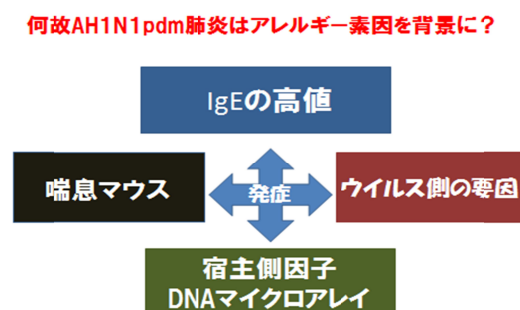 何故AH1N1pdm肺炎はアレルギー素因を背景に？
IgEの高値
喘息マウス
発症
ウイルス側の要因
宿主側因子
DNAマイクロアレイ